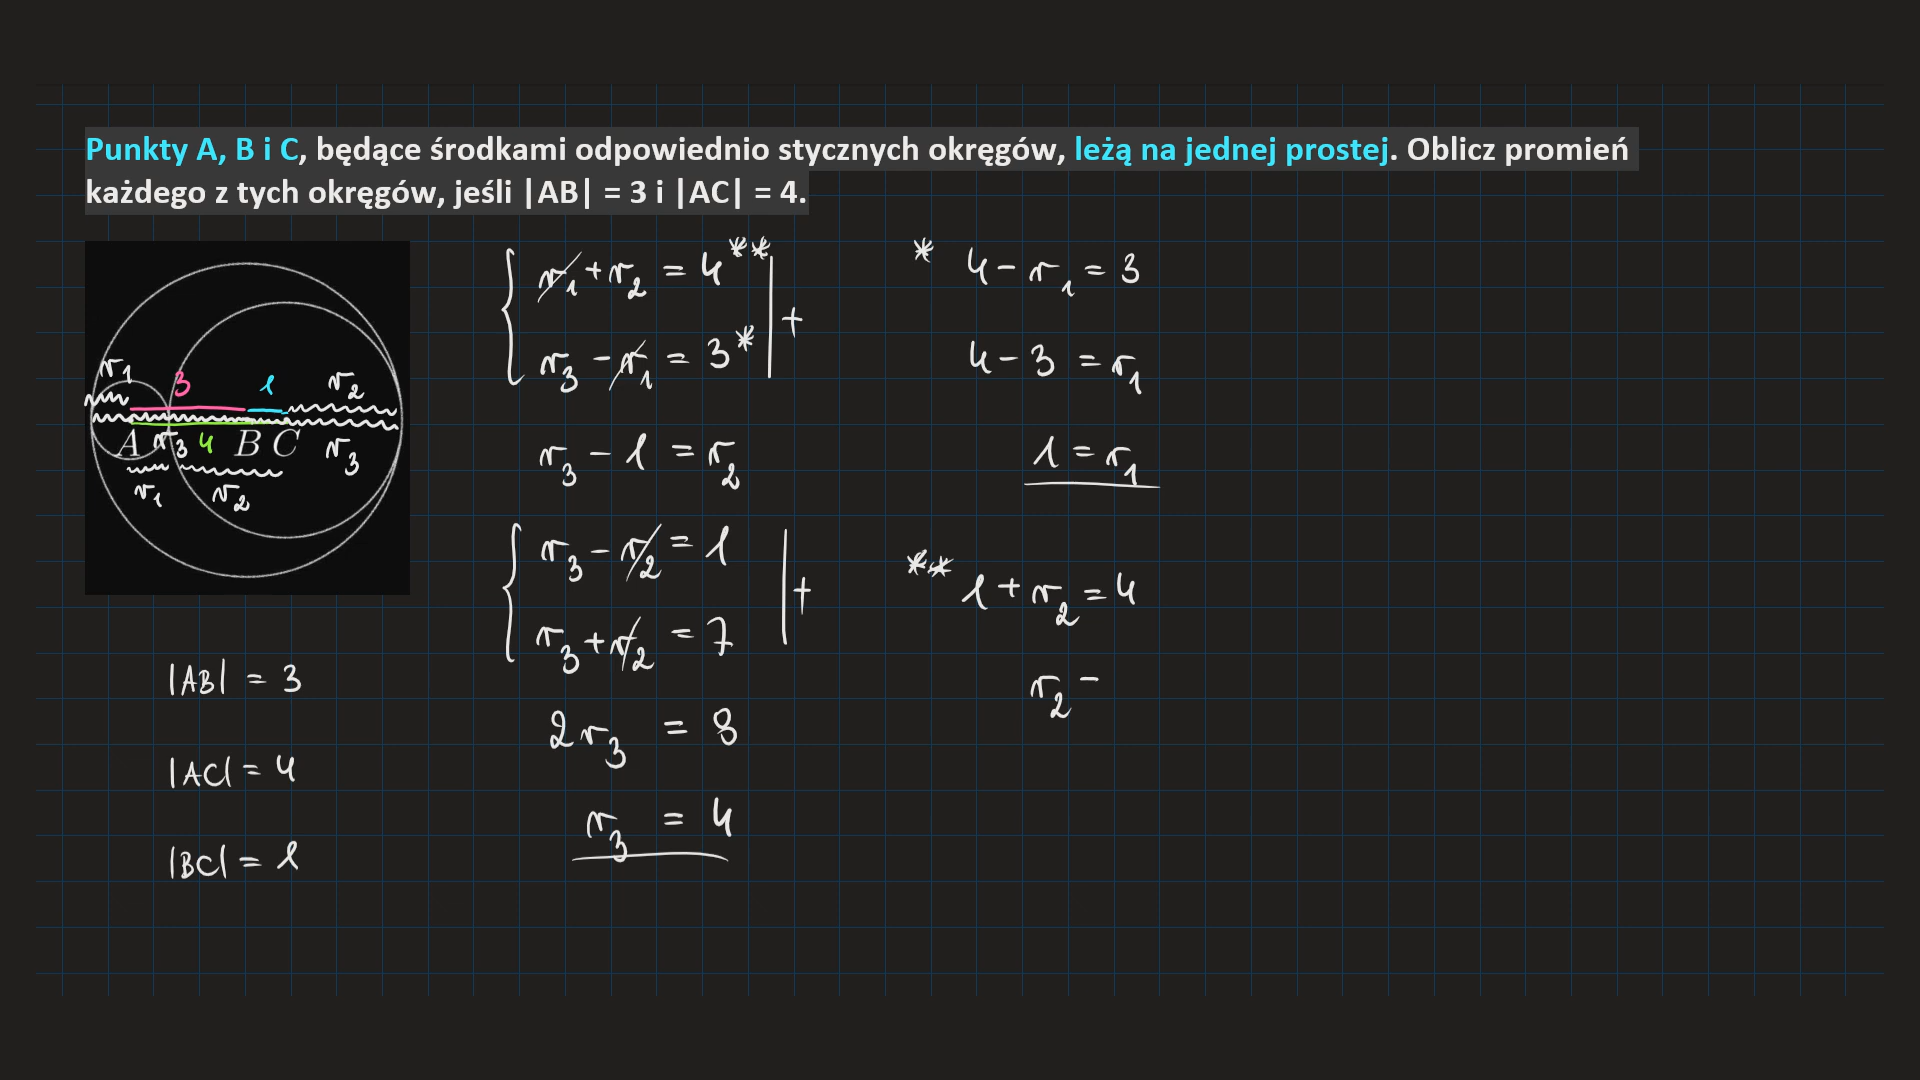 Punkty A, B i C, będące środkami odpowiednio stycznych okręgów, leżą na jednej prostej. Oblicz promień
każdego z tych okręgów, jeśli |AB| = 3 i |AC| = 4.
r₁ 3 1 r₂
A r₃ 4 B C r₃
r₁ r₂
|AB| = 3
|AC| = 4
|BC| = 1
r₁ + r₂ = 4** | +
r₃ - r₁ = 3*
r₃ - 1 = r₂
r₃ - r₂ = 1 | +
r₃ + r₂ = 7
2r₃ = 8
r₃ = 4
* 4 - r₁ = 3
4 - 3 = r₁
1 = r₁
** 1 + r₂ = 4
r₂ -